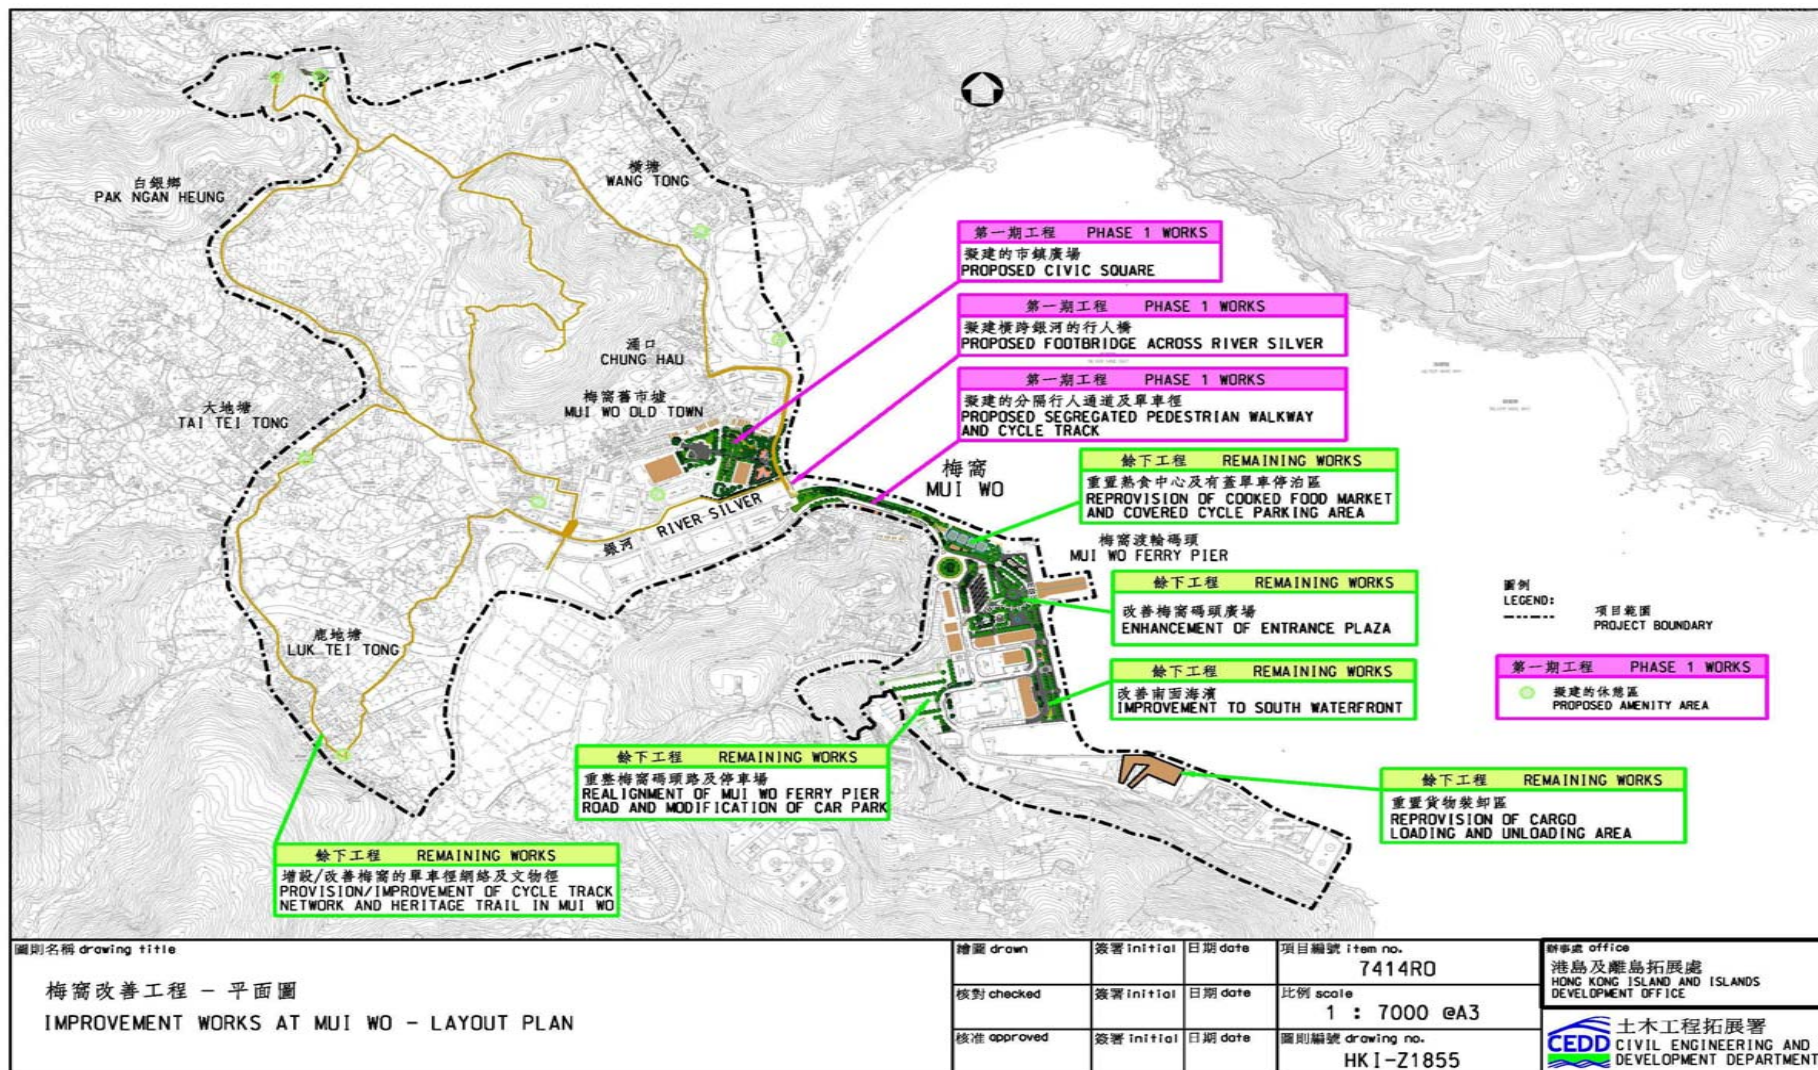 白銀鄉
PAK NGAN HEUNG
橫塘
WANG TONG
涌口
CHUNG HAU
梅窩舊市墟
MUI WO OLD TOWN
大地塘
TAI TEI TONG
鹿地塘
LUK TEI TONG
銀河 RIVER SILVER
梅窩
MUI WO
梅窩渡輪碼頭
MUI WO FERRY PIER
第一期工程 PHASE 1 WORKS
擬建的市鎮廣場
PROPOSED CIVIC SQUARE
第一期工程 PHASE 1 WORKS
擬建橫跨銀河的行人橋
PROPOSED FOOTBRIDGE ACROSS RIVER SILVER
第一期工程 PHASE 1 WORKS
擬建的分隔行人通道及單車徑
PROPOSED SEGREGATED PEDESTRIAN WALKWAY
AND CYCLE TRACK
餘下工程 REMAINING WORKS
重置熟食中心及有蓋單車停泊區
REPROVISION OF COOKED FOOD MARKET
AND COVERED CYCLE PARKING AREA
餘下工程 REMAINING WORKS
改善梅窩碼頭廣場
ENHANCEMENT OF ENTRANCE PLAZA
餘下工程 REMAINING WORKS
改善南面海濱
IMPROVEMENT TO SOUTH WATERFRONT
餘下工程 REMAINING WORKS
重整梅窩碼頭路及停車場
REALIGNMENT OF MUI WO FERRY PIER
ROAD AND MODIFICATION OF CAR PARK
餘下工程 REMAINING WORKS
重置貨物裝卸區
REPROVISION OF CARGO
LOADING AND UNLOADING AREA
餘下工程 REMAINING WORKS
增設/改善梅窩的單車徑網絡及文物徑
PROVISION/IMPROVEMENT OF CYCLE TRACK
NETWORK AND HERITAGE TRAIL IN MUI WO
圖例
LEGEND:
項目範圍
PROJECT BOUNDARY
第一期工程 PHASE 1 WORKS
擬建的休憩區
PROPOSED AMENITY AREA
圖則名稱 drawing title
梅窩改善工程 - 平面圖
IMPROVEMENT WORKS AT MUI WO - LAYOUT PLAN
繪圖 drawn
簽署 initial
日期 date
核對 checked
簽署 initial
日期 date
核准 approved
簽署 initial
日期 date
項目編號 item no.
7414RO
比例 scale
1 : 7000 @A3
圖則編號 drawing no.
HKI-Z1855
辦事處 office
港島及離島拓展處
HONG KONG ISLAND AND ISLANDS
DEVELOPMENT OFFICE
CEDD
土木工程拓展署
CIVIL ENGINEERING AND
DEVELOPMENT DEPARTMENT